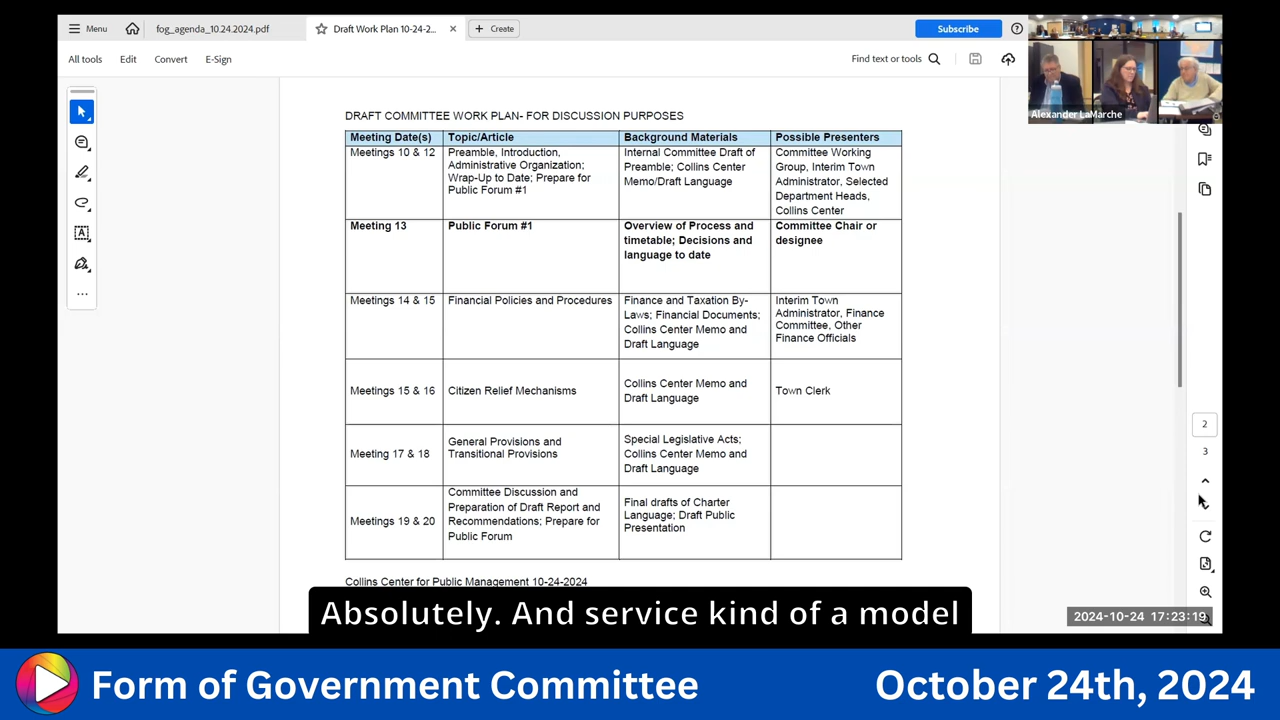 Menu
fog_agenda_10.24.2024.pdf
Draft Work Plan 10-24-2...
Create
Subscribe
All tools
Edit
Convert
E-Sign
Find text or tools
Alexander LaMarche
DRAFT COMMITTEE WORK PLAN- FOR DISCUSSION PURPOSES
Meeting Date(s)
Topic/Article
Background Materials
Possible Presenters
Meetings 10 & 12
Preamble, Introduction,
Administrative Organization;
Wrap-Up to Date; Prepare for
Public Forum #1
Internal Committee Draft of
Preamble; Collins Center
Memo/Draft Language
Committee Working
Group, Interim Town
Administrator, Selected
Department Heads,
Collins Center
Meeting 13
Public Forum #1
Overview of Process and
timetable; Decisions and
language to date
Committee Chair or
designee
Meetings 14 & 15
Financial Policies and Procedures
Finance and Taxation By-
Laws; Financial Documents;
Collins Center Memo and
Draft Language
Interim Town
Administrator, Finance
Committee, Other
Finance Officials
Meetings 15 & 16
Citizen Relief Mechanisms
Collins Center Memo and
Draft Language
Town Clerk
Meeting 17 & 18
General Provisions and
Transitional Provisions
Special Legislative Acts;
Collins Center Memo and
Draft Language
Meetings 19 & 20
Committee Discussion and
Preparation of Draft Report and
Recommendations; Prepare for
Public Forum
Final drafts of Charter
Language; Draft Public
Presentation
Collins Center for Public Management 10-24-2024
2
3
Absolutely. And service kind of a model
2024-10-24 17:23:19
Form of Government Committee
October 24th, 2024